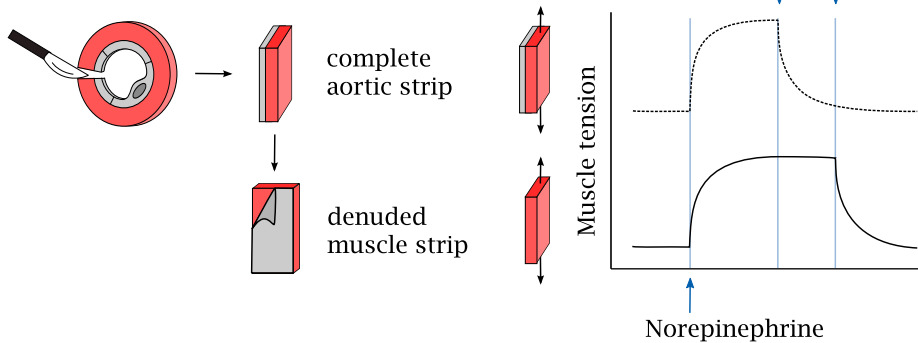 complete
aortic strip
denuded
muscle strip
Muscle tension
Norepinephrine